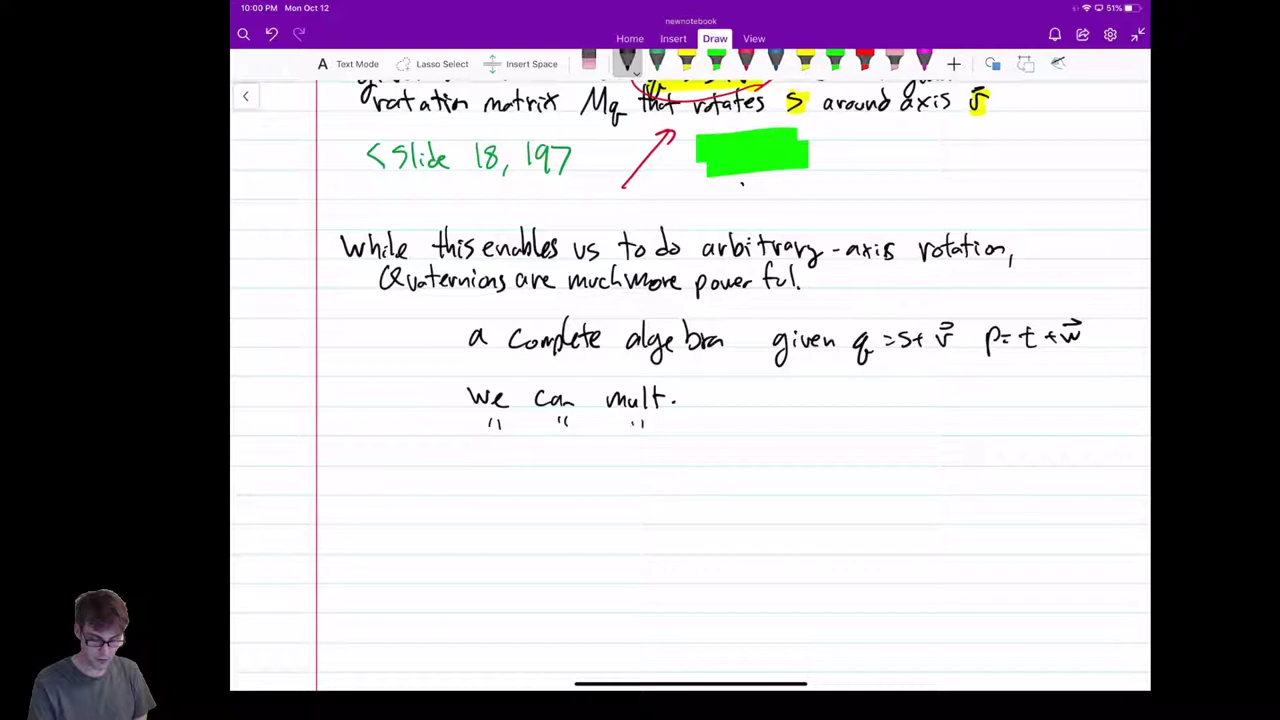 10:00 PM Mon Oct 12
51%
newnotebook
Home Insert Draw View
A Text Mode Lasso Select Insert Space
rotation matrix Mq that rotates s around axis v⃗
<Slide 18, 197
While this enables us to do arbitrary-axis rotation,
Quaternions are much more powerful.
a complete algebra given q = s + v⃗ p = t + w⃗
we can mult.
" " "